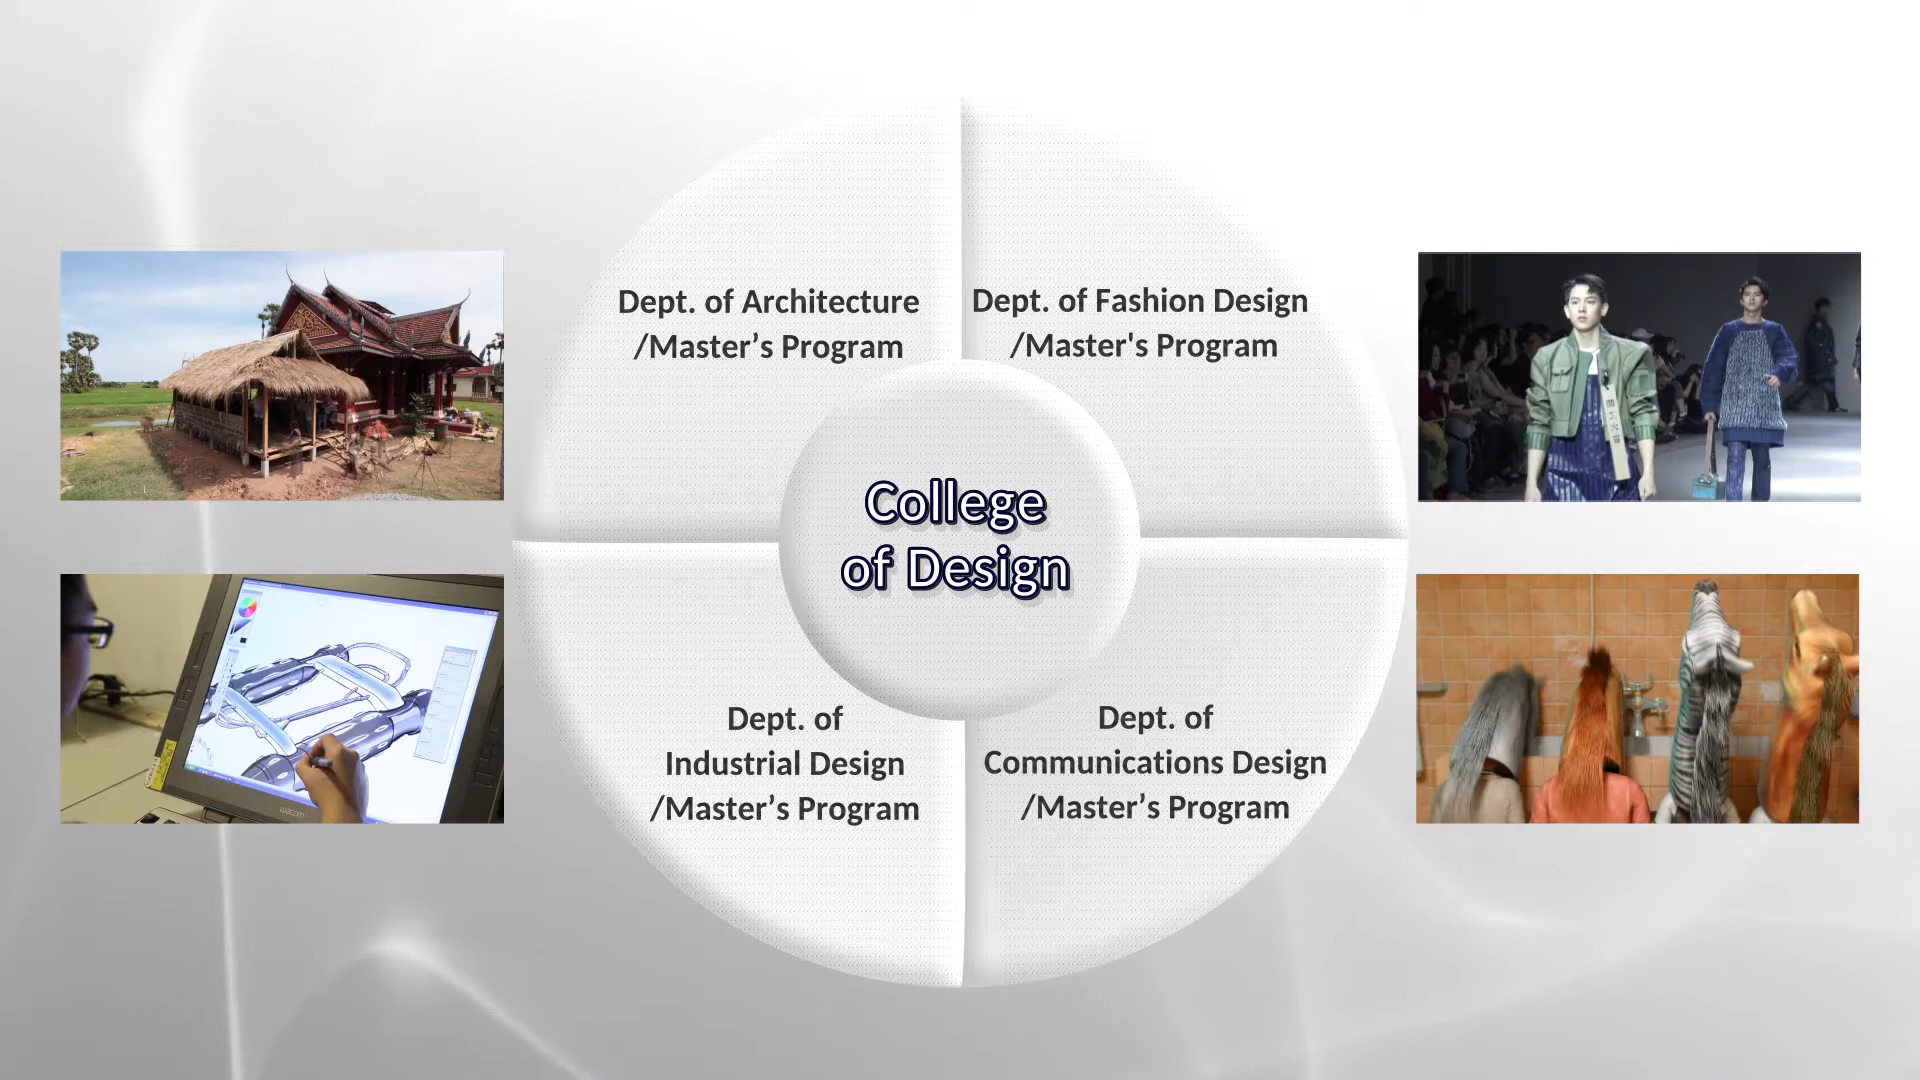 Dept. of Architecture
/Master’s Program
Dept. of Fashion Design
/Master's Program
College
of Design
Dept. of
Industrial Design
/Master’s Program
Dept. of
Communications Design
/Master’s Program
wacom